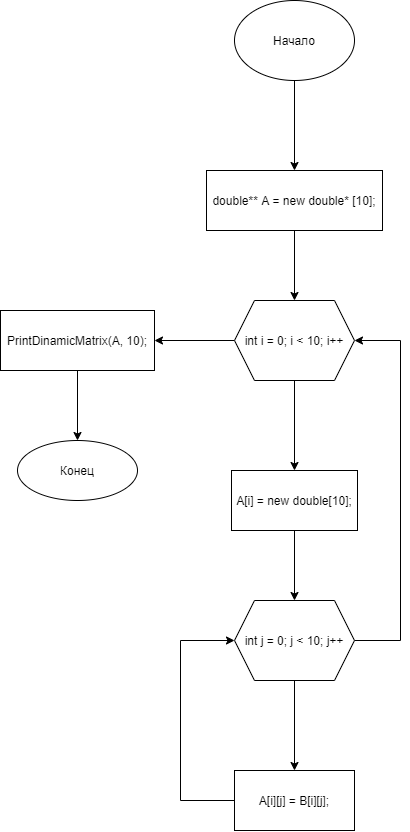 Начало
double** A = new double* [10];
int i = 0; i < 10; i++
PrintDinamicMatrix(A, 10);
Конец
A[i] = new double[10];
int j = 0; j < 10; j++
A[i][j] = B[i][j];